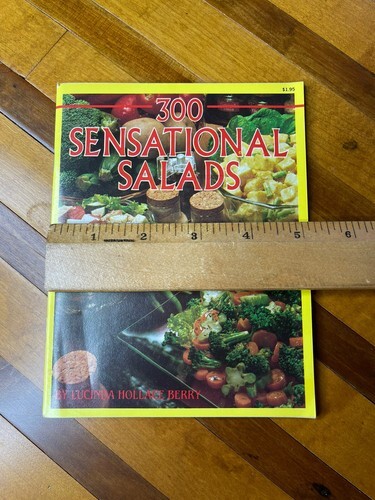 $1.95
300
SENSATIONAL
SALADS
1 2 3 4 5 6
BY LUCINDA HOLLACE BERRY